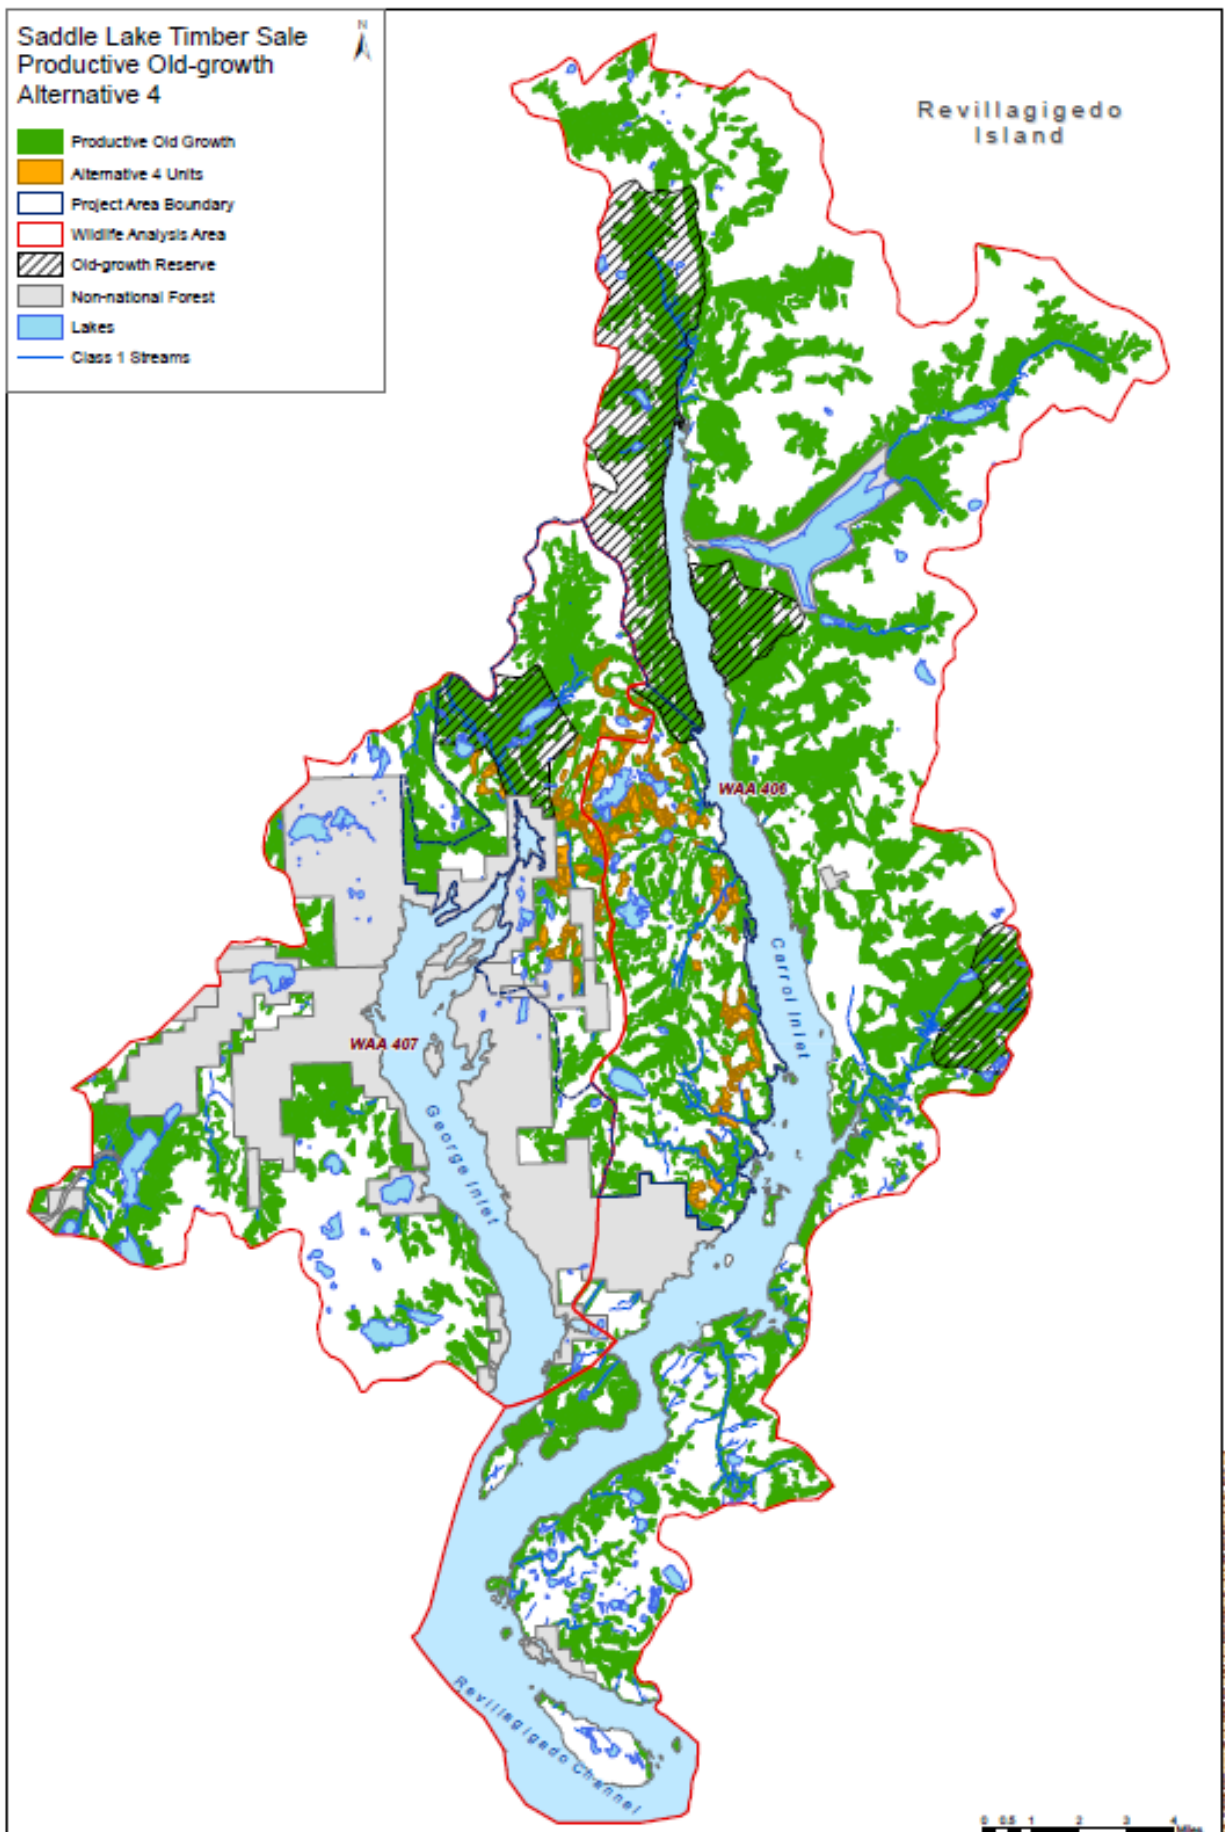 Saddle Lake Timber Sale
Productive Old-growth
Alternative 4
N
Productive Old Growth
Alternative 4 Units
Project Area Boundary
Wildlife Analysis Area
Old-growth Reserve
Non-national Forest
Lakes
Class 1 Streams
Revillagigedo
Island
WAA 406
Carrol Inlet
WAA 407
George Inlet
Revillagigedo Channel
0 0.5 1 2 3 4
Miles